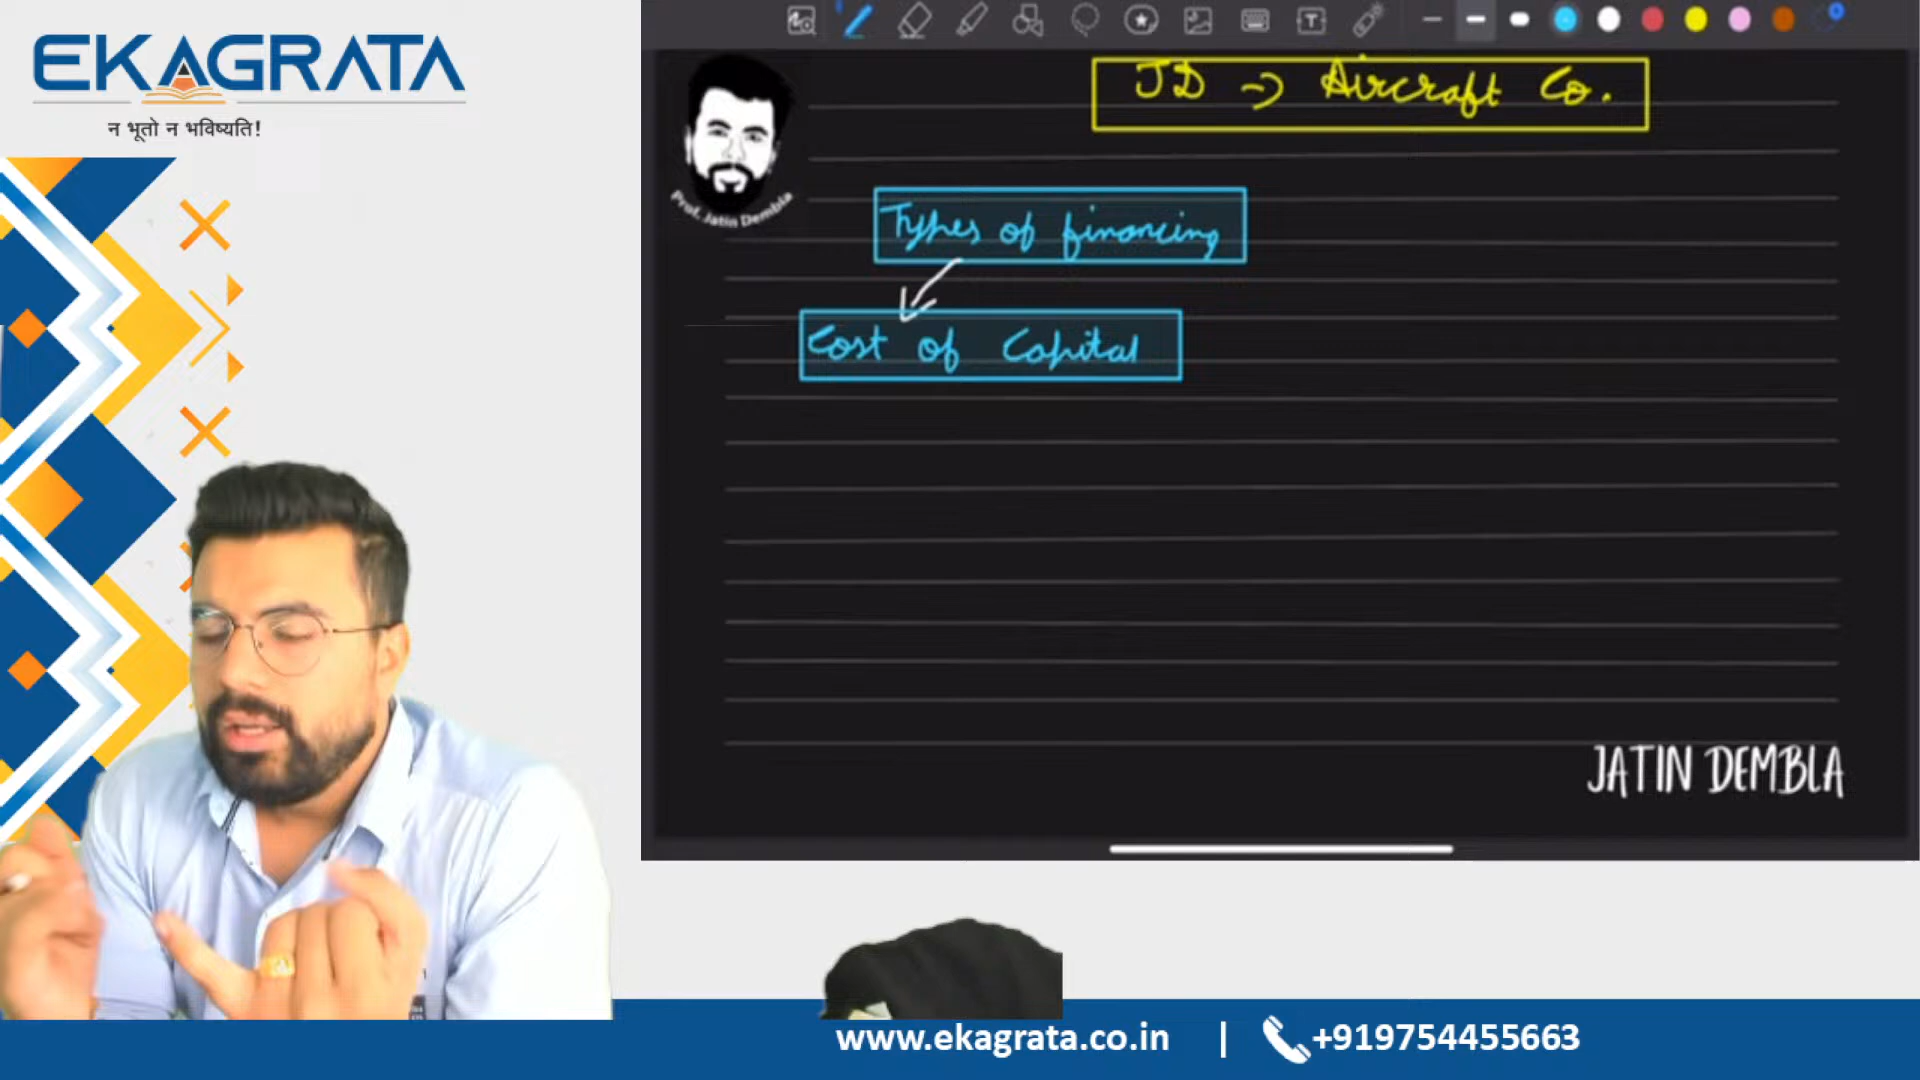 EKAGRATA
न भूतो न भविष्यति!
JD → Aircraft Co.
Prof. Jatin Dembla
Types of financing
Cost of Capital
JATIN DEMBLA
www.ekagrata.co.in | +919754455663